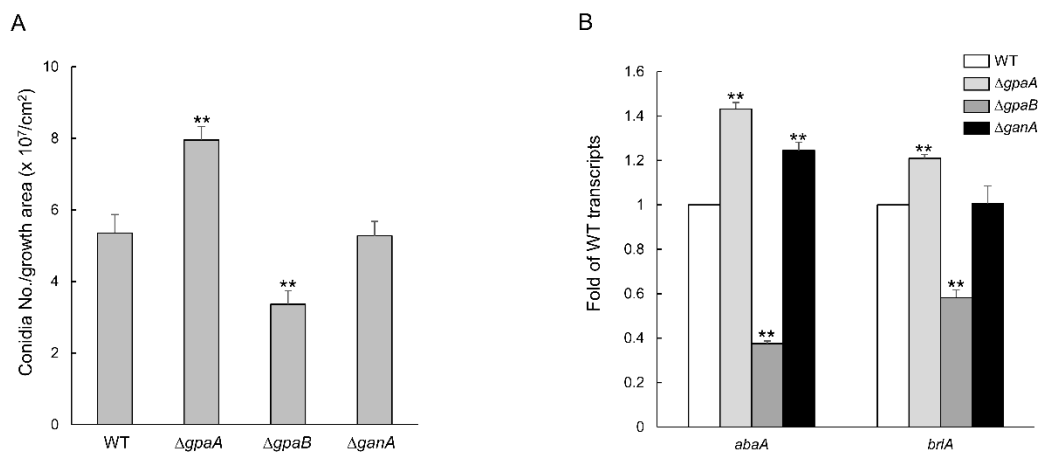 A
Conidia No./growth area (x 10⁷/cm²)
10
8
6
4
2
0
**
**
WT
ΔgpaA
ΔgpaB
ΔganA
B
WT
ΔgpaA
ΔgpaB
ΔganA
Fold of WT transcripts
1.6
1.4
1.2
1
0.8
0.6
0.4
0.2
0
**
**
**
**
**
abaA
brlA